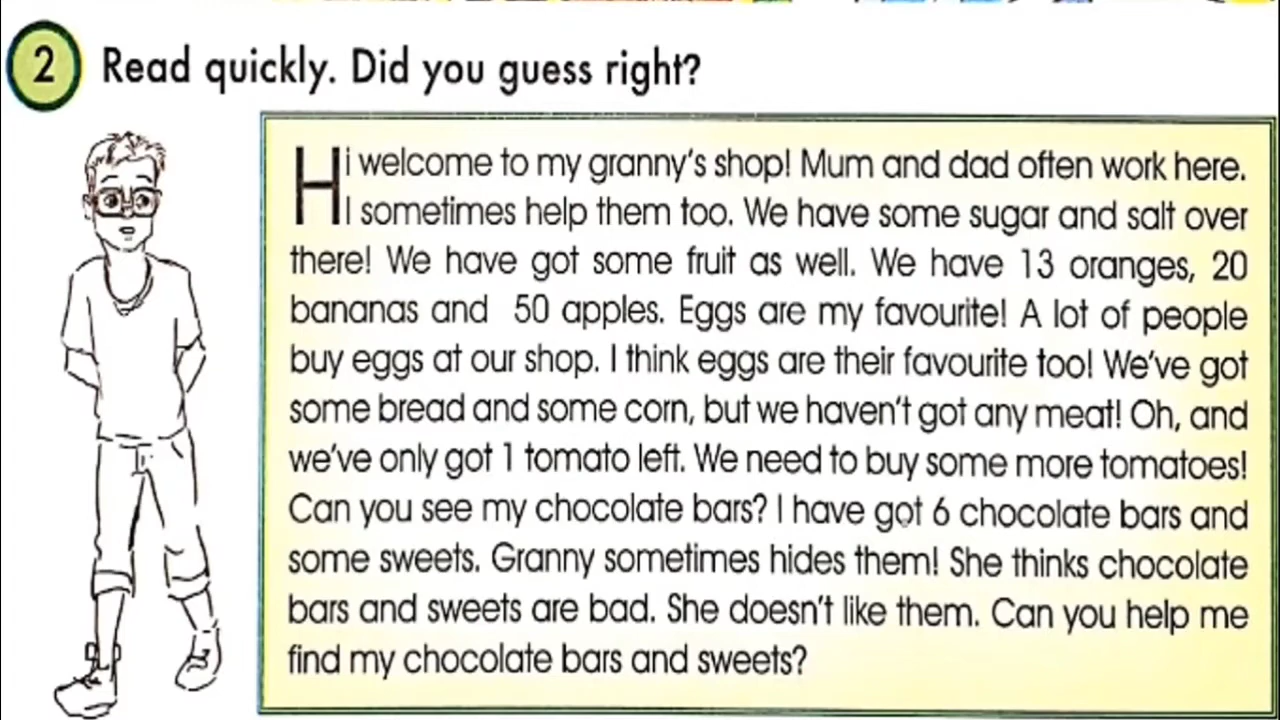 2 Read quickly. Did you guess right?
Hi welcome to my granny's shop! Mum and dad often work here.
I sometimes help them too. We have some sugar and salt over
there! We have got some fruit as well. We have 13 oranges, 20
bananas and 50 apples. Eggs are my favourite! A lot of people
buy eggs at our shop. I think eggs are their favourite too! We've got
some bread and some corn, but we haven't got any meat! Oh, and
we've only got 1 tomato left. We need to buy some more tomatoes!
Can you see my chocolate bars? I have got 6 chocolate bars and
some sweets. Granny sometimes hides them! She thinks chocolate
bars and sweets are bad. She doesn't like them. Can you help me
find my chocolate bars and sweets?